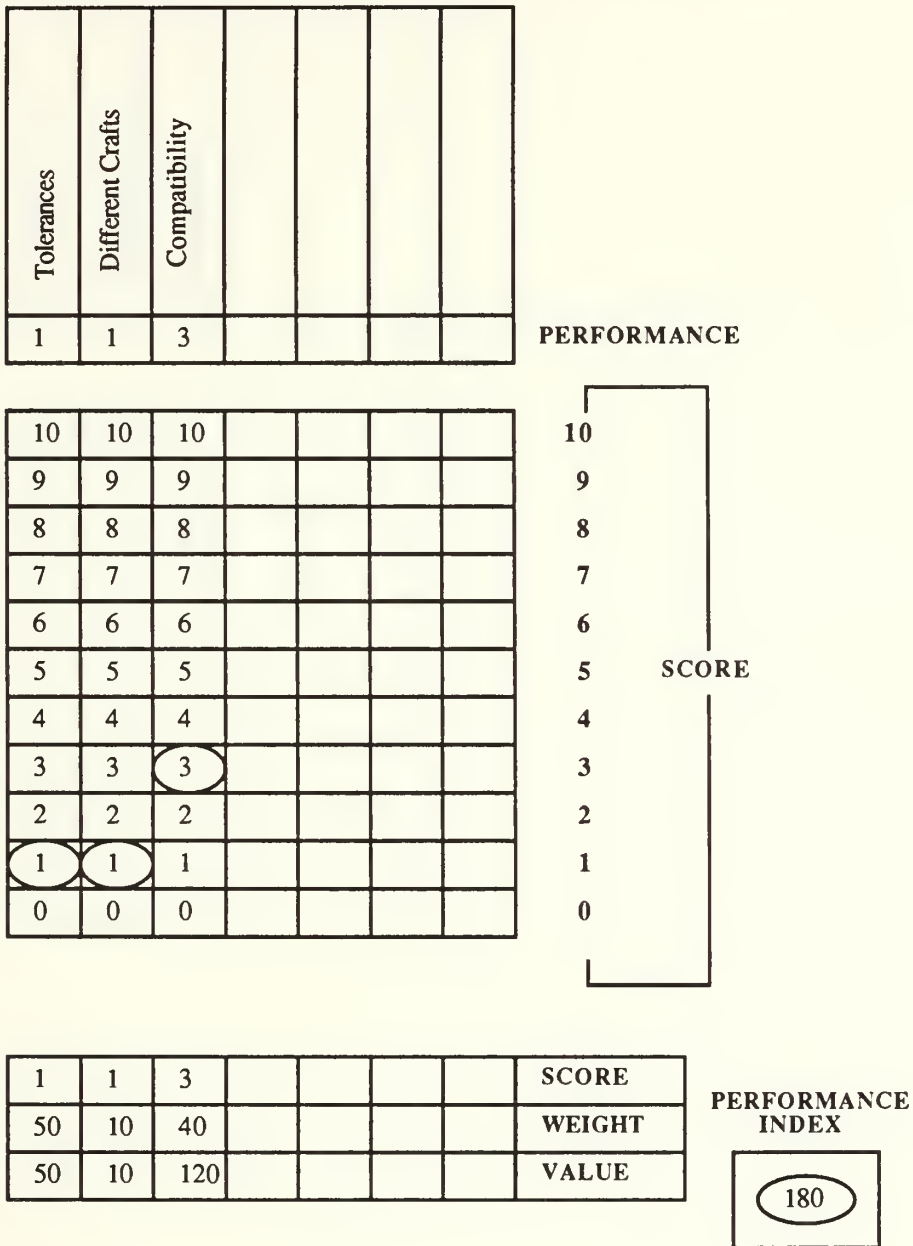 Tolerances
Different Crafts
Compatibility
1 1 3 PERFORMANCE
10 10 10 10
9 9 9 9
8 8 8 8
7 7 7 7
6 6 6 6
5 5 5 5 SCORE
4 4 4 4
3 3 3 3
2 2 2 2
1 1 1 1
0 0 0 0
1 1 3 SCORE
50 10 40 WEIGHT
50 10 120 VALUE
PERFORMANCE
INDEX
180